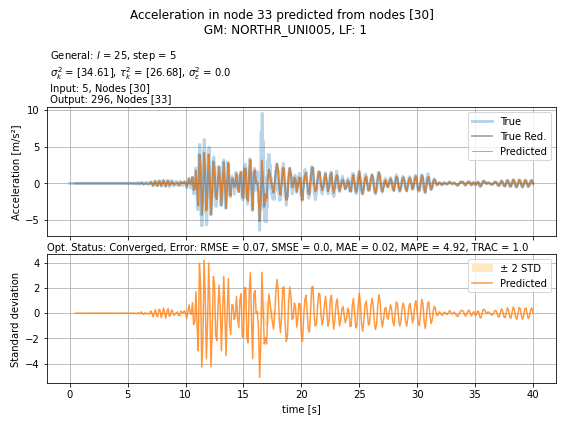 Acceleration in node 33 predicted from nodes [30]
GM: NORTHR_UNI005, LF: 1
General: l = 25, step = 5
σ²ₖ = [34.61], τ²ₖ = [26.68], σ²ε = 0.0
Input: 5, Nodes [30]
Output: 296, Nodes [33]
10
5
0
−5
Acceleration [m/s²]
True
True Red.
Predicted
Opt. Status: Converged, Error: RMSE = 0.07, SMSE = 0.0, MAE = 0.02, MAPE = 4.92, TRAC = 1.0
4
2
0
−2
−4
Standard deviation
± 2 STD
Predicted
0 5 10 15 20 25 30 35 40
time [s]